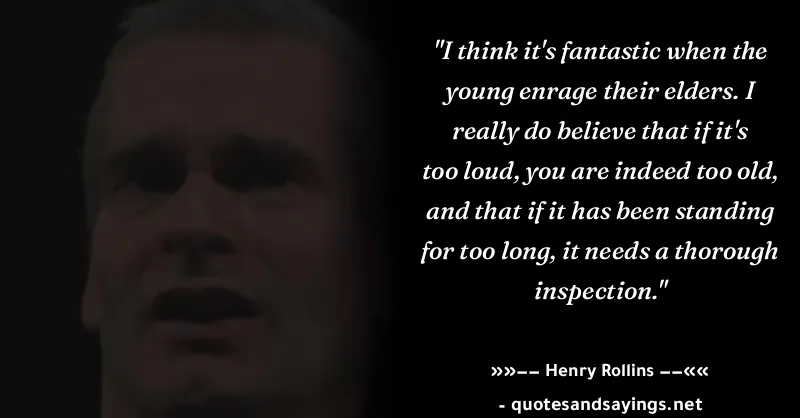 "I think it's fantastic when the
young enrage their elders. I
really do believe that if it's
too loud, you are indeed too old,
and that if it has been standing
for too long, it needs a thorough
inspection."
»»−− Henry Rollins −−««
- quotesandsayings.net